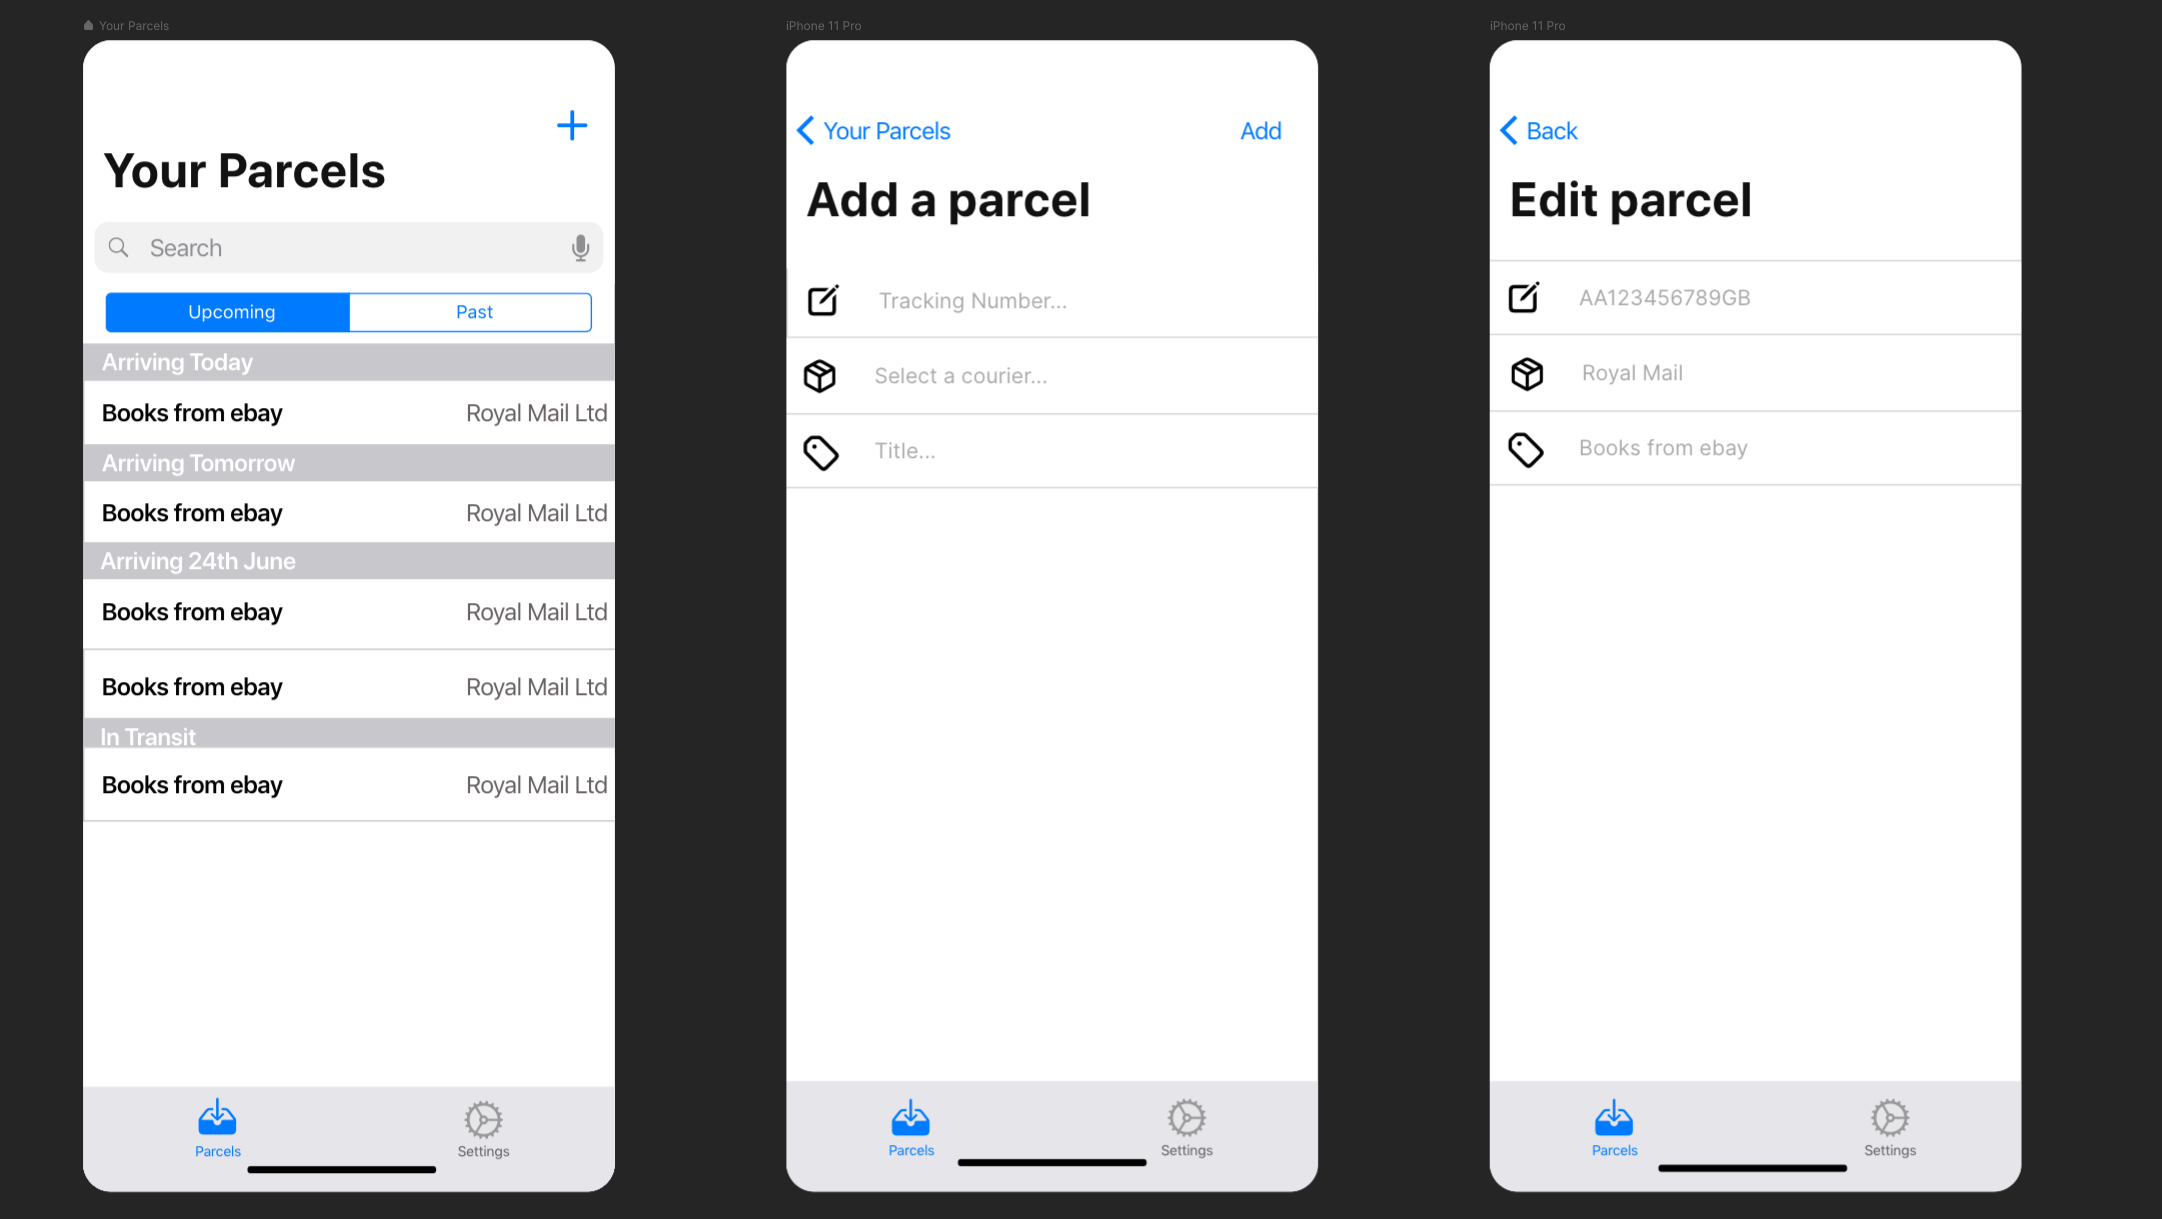 Your Parcels
Your Parcels
Search
Upcoming
Past
Arriving Today
Books from ebay
Royal Mail Ltd
Arriving Tomorrow
Books from ebay
Royal Mail Ltd
Arriving 24th June
Books from ebay
Royal Mail Ltd
Books from ebay
Royal Mail Ltd
In Transit
Books from ebay
Royal Mail Ltd
Parcels
Settings
iPhone 11 Pro
Your Parcels
Add
Add a parcel
Tracking Number...
Select a courier...
Title...
Parcels
Settings
iPhone 11 Pro
Back
Edit parcel
AA123456789GB
Royal Mail
Books from ebay
Parcels
Settings